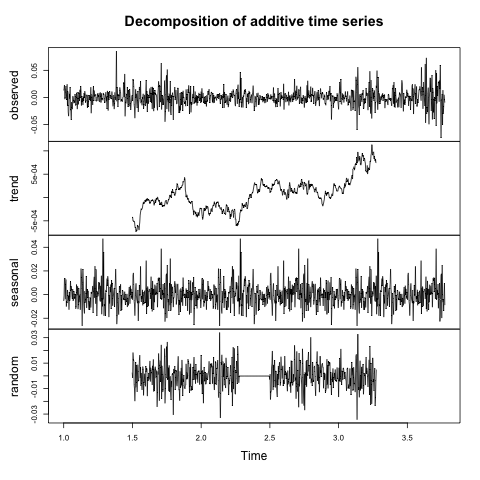 Decomposition of additive time series
observed
-0.05 0.00 0.05
trend
-5e-04 5e-04
seasonal
-0.02 0.00 0.02 0.04
random
-0.03 -0.01 0.01 0.03
1.0 1.5 2.0 2.5 3.0 3.5
Time